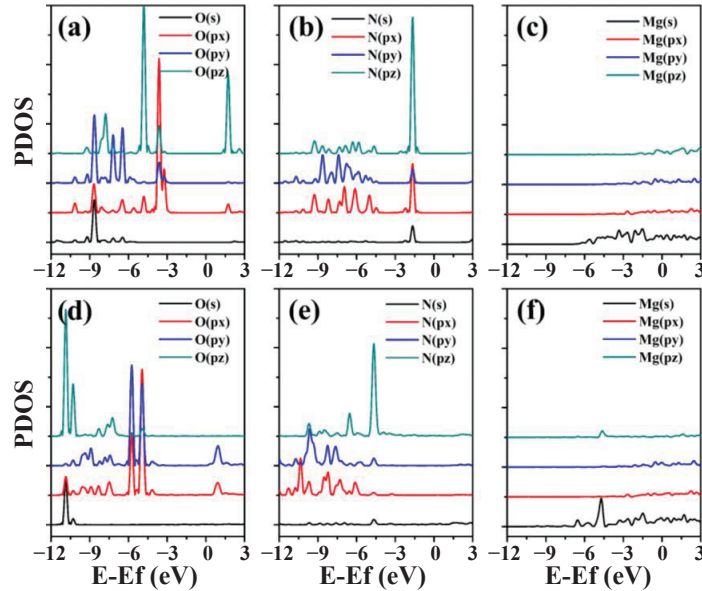 (a)
O(s)
O(px)
O(py)
O(pz)
(b)
N(s)
N(px)
N(py)
N(pz)
(c)
Mg(s)
Mg(px)
Mg(py)
Mg(pz)
PDOS
−12 −9 −6 −3 0 3
−12 −9 −6 −3 0 3
−12 −9 −6 −3 0 3
(d)
O(s)
O(px)
O(py)
O(pz)
(e)
N(s)
N(px)
N(py)
N(pz)
(f)
Mg(s)
Mg(px)
Mg(py)
Mg(pz)
PDOS
−12 −9 −6 −3 0 3
−12 −9 −6 −3 0 3
−12 −9 −6 −3 0 3
E-Ef (eV)
E-Ef (eV)
E-Ef (eV)